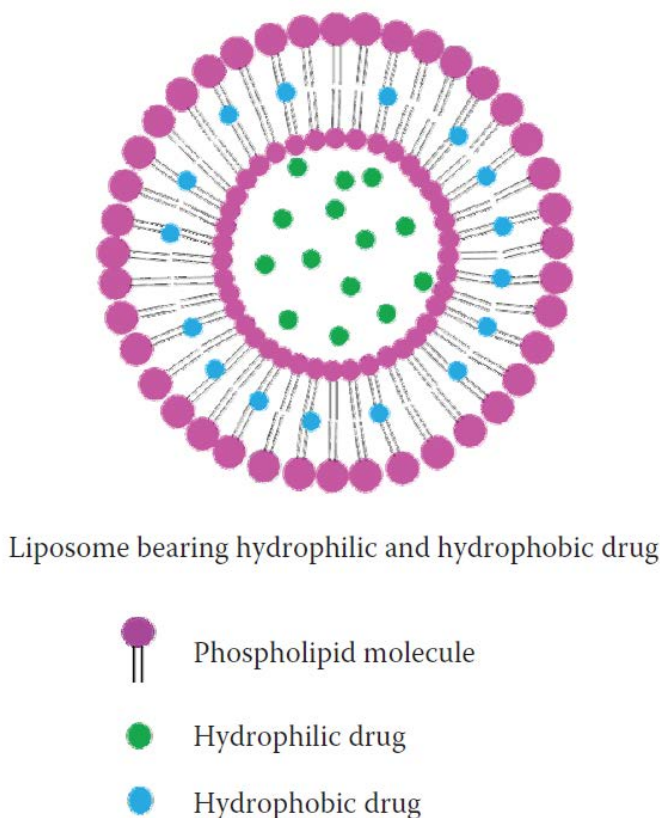 Liposome bearing hydrophilic and hydrophobic drug
Phospholipid molecule
Hydrophilic drug
Hydrophobic drug